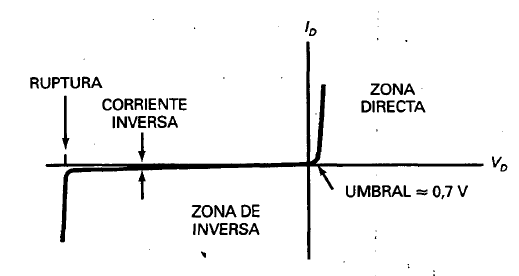 I_D
RUPTURA
CORRIENTE
INVERSA
ZONA
DIRECTA
V_D
UMBRAL ≈ 0,7 V
ZONA DE
INVERSA